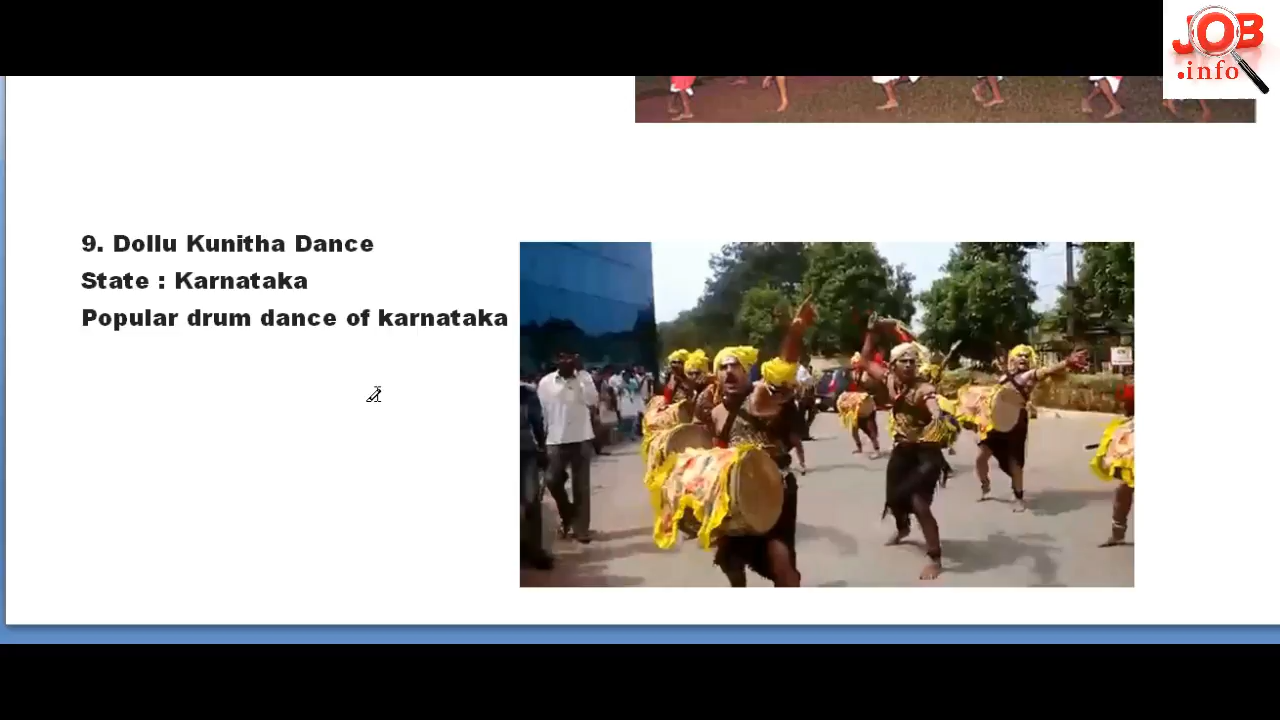 JOB
.info
9. Dollu Kunitha Dance
State : Karnataka
Popular drum dance of karnataka